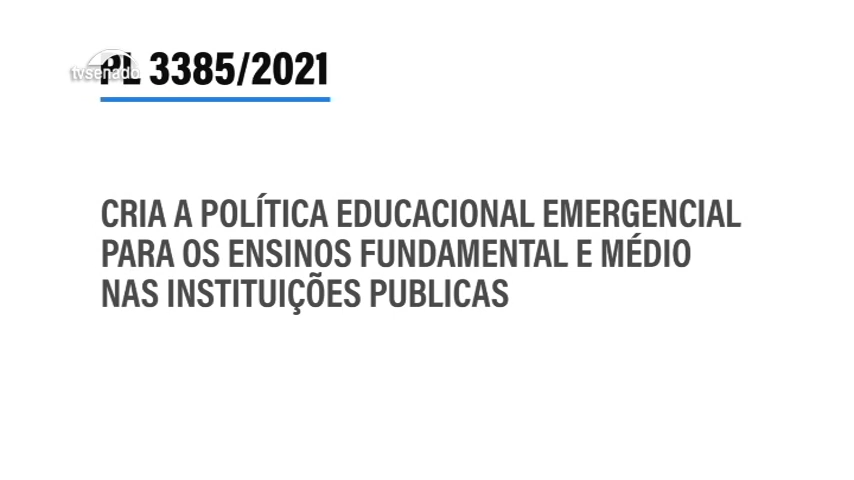 tvsenado
PL 3385/2021
CRIA A POLÍTICA EDUCACIONAL EMERGENCIAL
PARA OS ENSINOS FUNDAMENTAL E MÉDIO
NAS INSTITUIÇÕES PUBLICAS